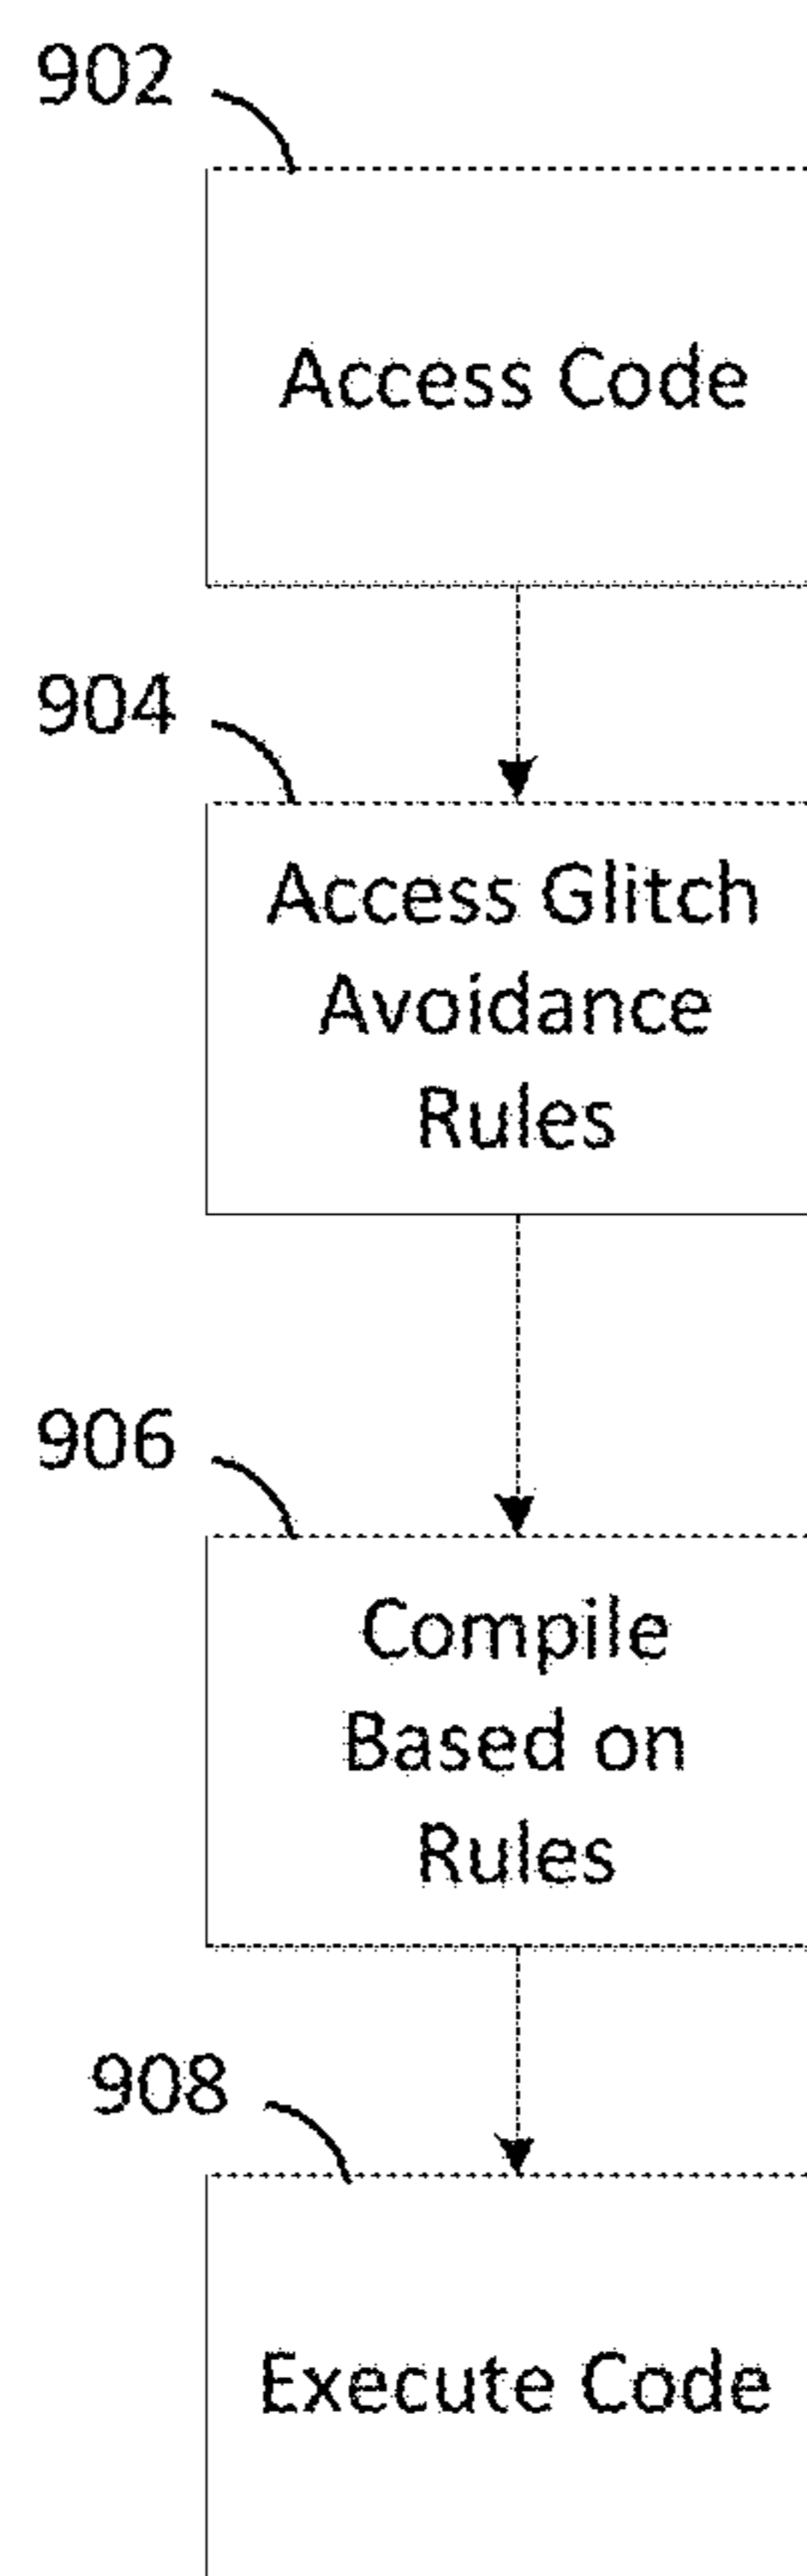 902
Access Code
904
Access Glitch
Avoidance
Rules
906
Compile
Based on
Rules
908
Execute Code